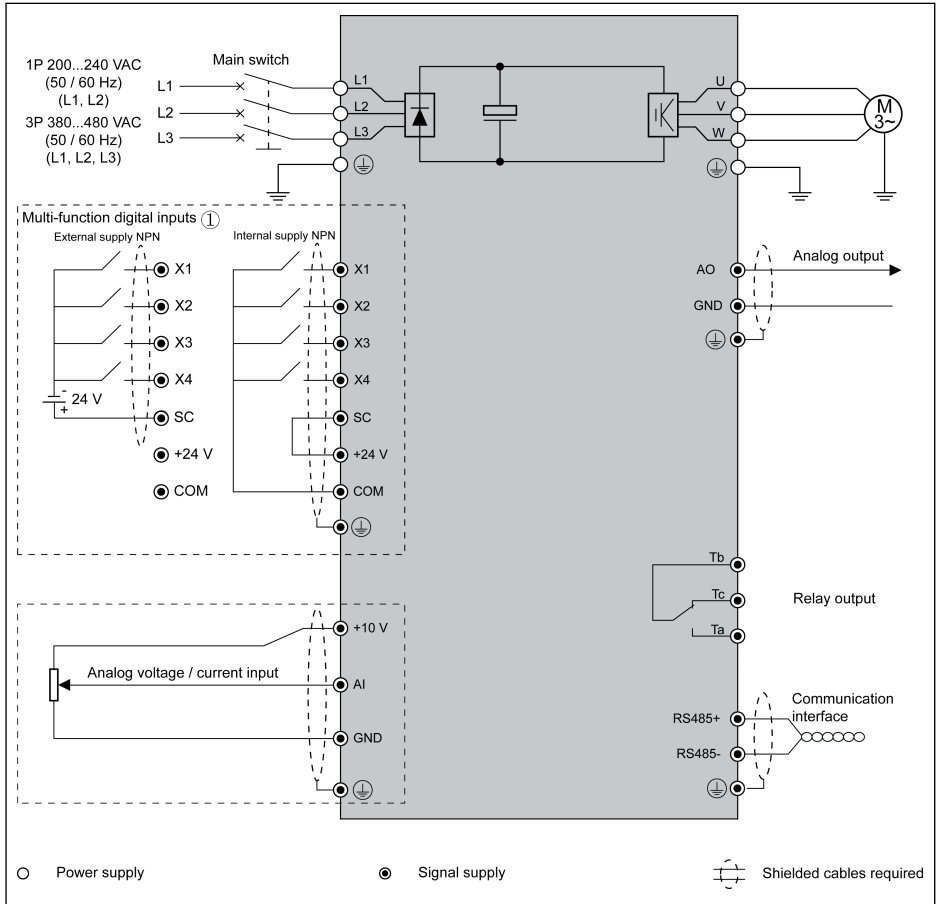 1P 200...240 VAC
(50 / 60 Hz)
(L1, L2)
3P 380...480 VAC
(50 / 60 Hz)
(L1, L2, L3)
Main switch
L1
L2
L3
L1
L2
L3
U
V
W
M
3~
Multi-function digital inputs ①
External supply NPN
Internal supply NPN
X1
X2
X3
X4
- 24 V
+
SC
+24 V
COM
X1
X2
X3
X4
SC
+24 V
COM
AO
Analog output
GND
Tb
Tc
Ta
Relay output
+10 V
Analog voltage / current input
AI
GND
RS485+
RS485-
Communication
interface
Power supply
Signal supply
Shielded cables required